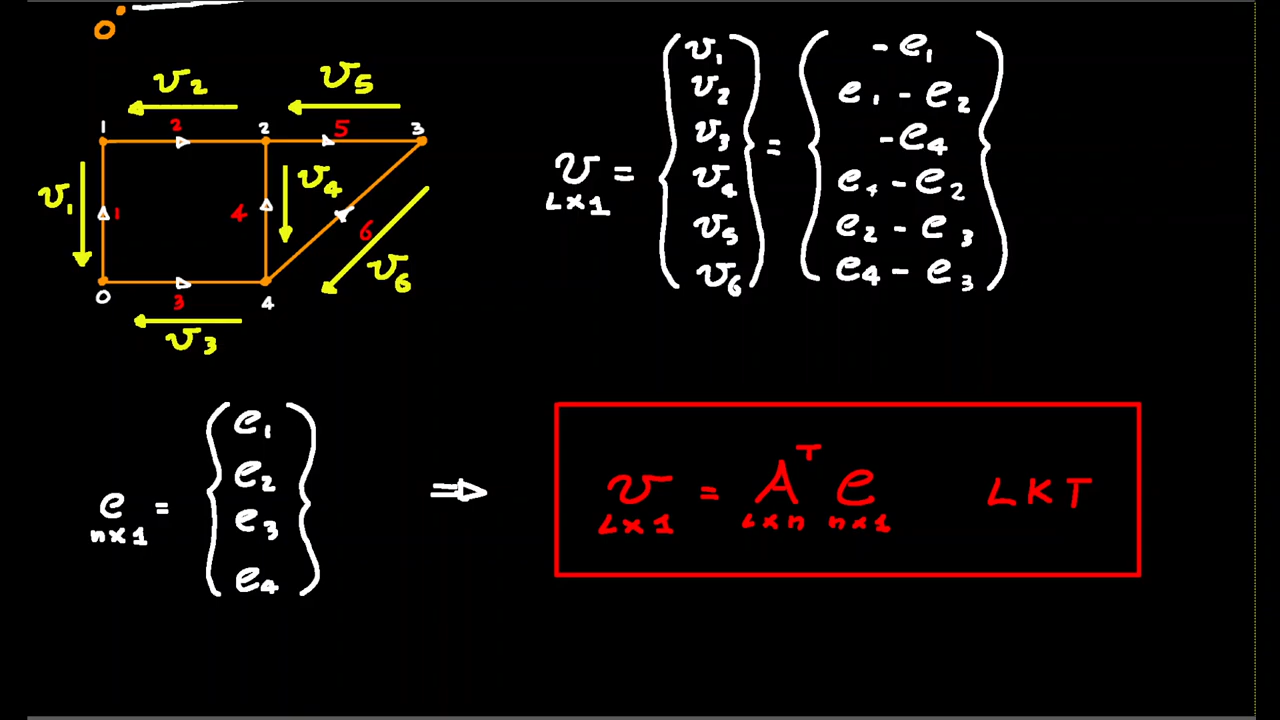 0'
v2 v5
1 2 2 5 3
v1 1 4 v4 6 v6
0 3 4
v3
v = { v1 } = { -e1 }
L×1 { v2 } { e1 - e2 }
{ v3 } { -e4 }
{ v4 } { e4 - e2 }
{ v5 } { e2 - e3 }
{ v6 } { e4 - e3 }
e = { e1 e2 e3 e4 } ⇒
n×1
v = A^T e LKT
L×1 L×n n×1